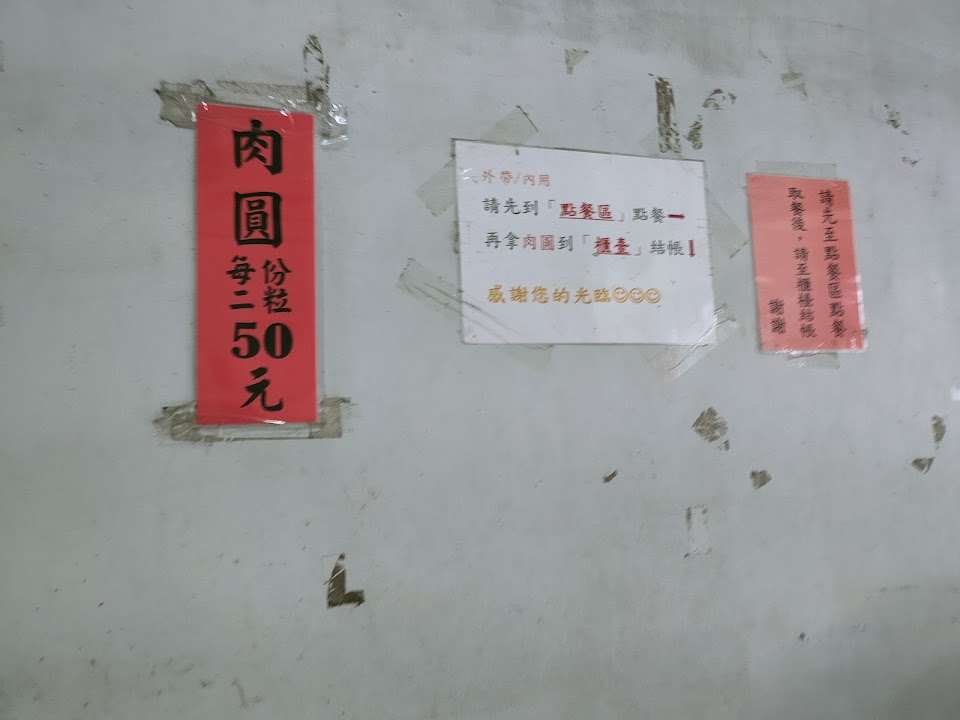 肉圓
每份
二粒
50元
外帶/內用
請先到「點餐區」點餐➡
再拿肉圓到「櫃臺」結帳⬇
感謝您的光臨☺☺☺
請先至點餐區點餐
取餐後，請至櫃檯結帳
謝謝